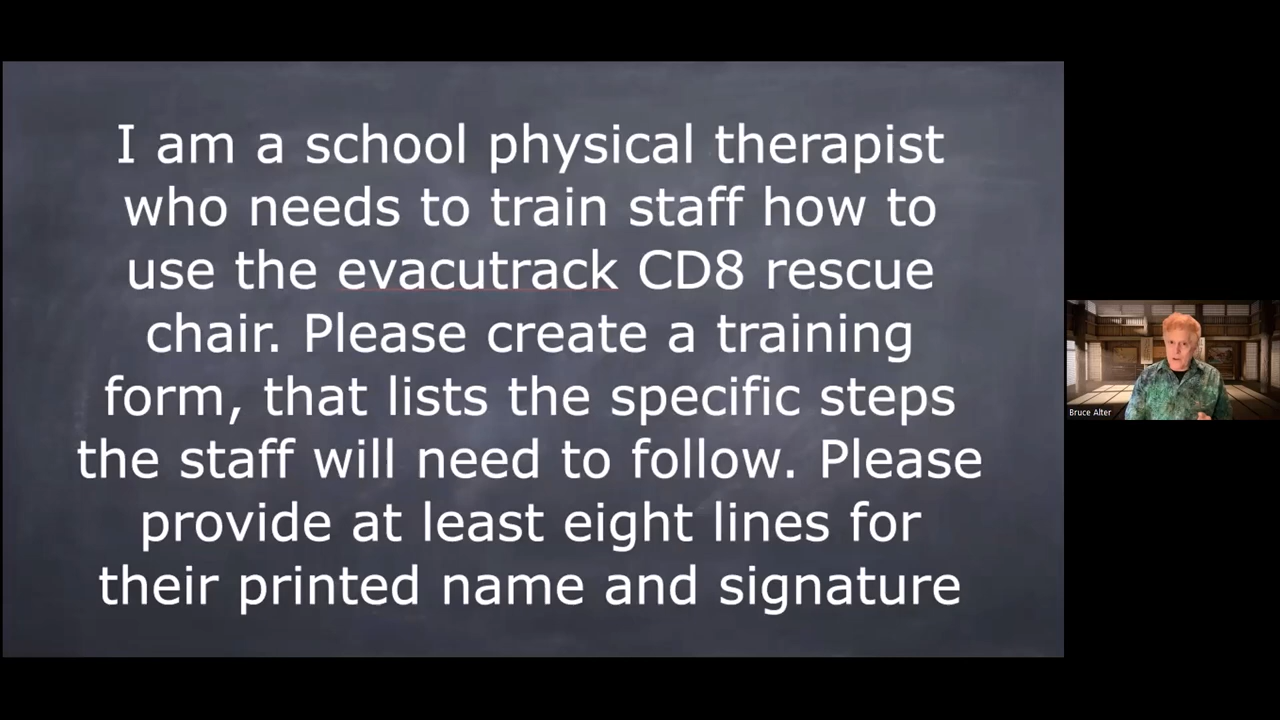 I am a school physical therapist
who needs to train staff how to
use the evacutrack CD8 rescue
chair. Please create a training
form, that lists the specific steps
the staff will need to follow. Please
provide at least eight lines for
their printed name and signature
Bruce Alter